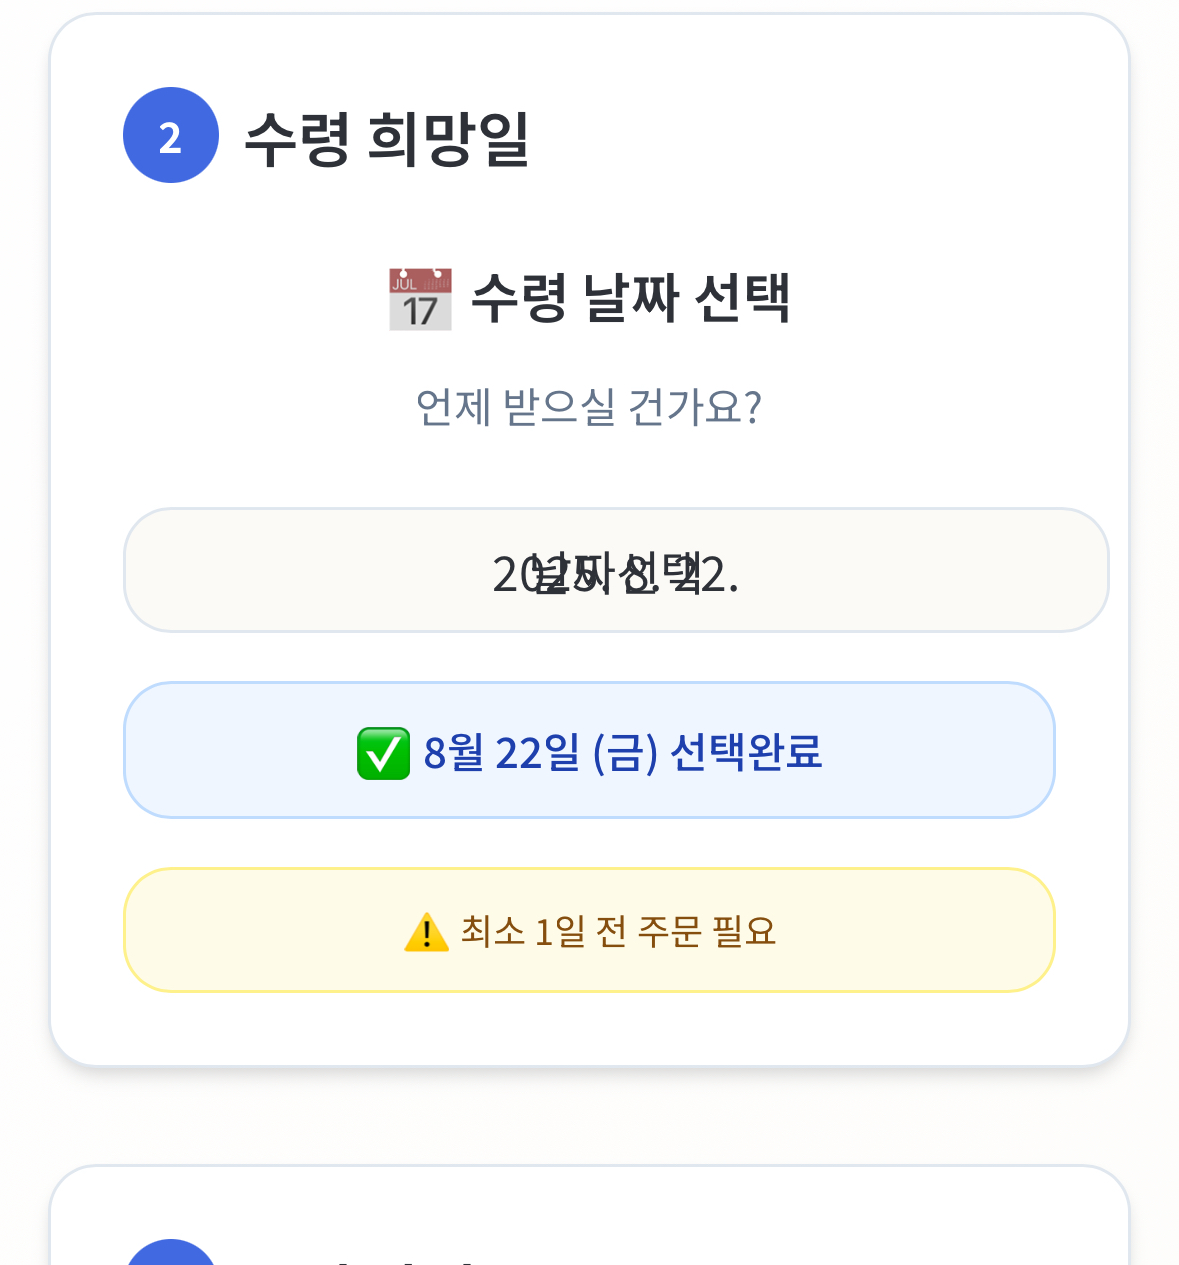 2 수령 희망일
JUL 17 수령 날짜 선택
언제 받으실 건가요?
2025. 8. 22.
날짜 선택
8월 22일 (금) 선택완료
최소 1일 전 주문 필요